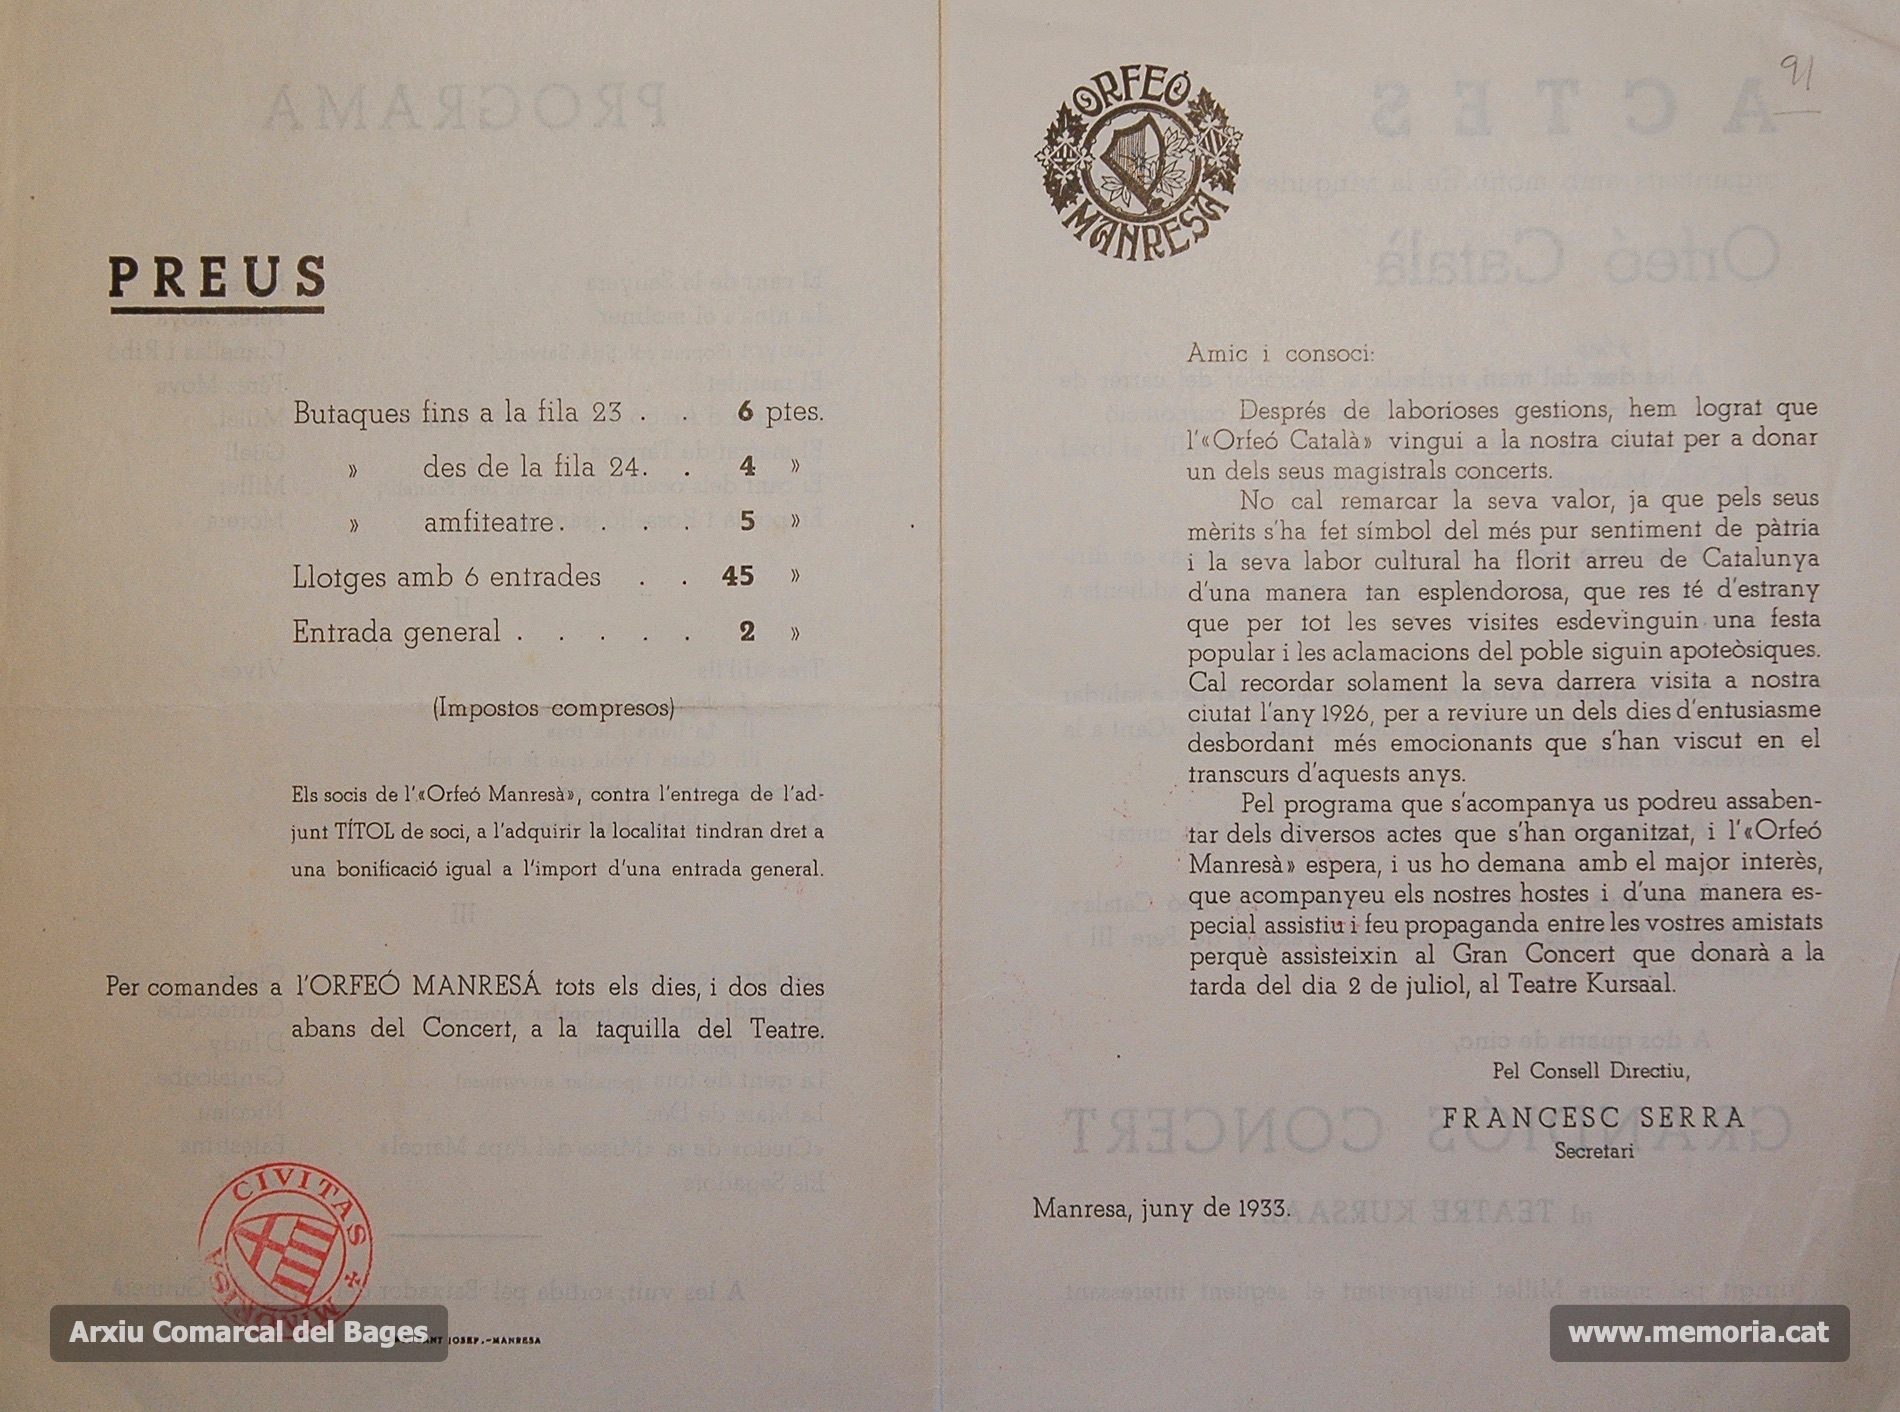 PREUS
Butaques fins a la fila 23 . . 6 ptes.
» des de la fila 24. . 4 »
» amfiteatre. . . . 5 »
Llotges amb 6 entrades . . 45 »
Entrada general . . . . . 2 »
(Impostos compresos)
Els socis de l'«Orfeó Manresà», contra l'entrega de l'ad-
junt TÍTOL de soci, a l'adquirir la localitat tindran dret a
una bonificació igual a l'import d'una entrada general.
Per comandes a l'ORFEÓ MANRESÁ tots els dies, i dos dies
abans del Concert, a la taquilla del Teatre.
CIVITAS
JOSEP.-MANRESA
Arxiu Comarcal del Bages
91
ORFEÓ
MANRESÀ
Amic i consoci:
Després de laborioses gestions, hem lograt que
l'«Orfeó Català» vingui a la nostra ciutat per a donar
un dels seus magistrals concerts.
No cal remarcar la seva valor, ja que pels seus
mèrits s'ha fet símbol del més pur sentiment de pàtria
i la seva labor cultural ha florit arreu de Catalunya
d'una manera tan esplendorosa, que res té d'estrany
que per tot les seves visites esdevinguin una festa
popular i les aclamacions del poble siguin apoteòsiques.
Cal recordar solament la seva darrera visita a nostra
ciutat l'any 1926, per a reviure un dels dies d'entusiasme
desbordant més emocionants que s'han viscut en el
transcurs d'aquests anys.
Pel programa que s'acompanya us podreu assaben-
tar dels diversos actes que s'han organitzat, i l'«Orfeó
Manresà» espera, i us ho demana amb el major interès,
que acompanyeu els nostres hostes i d'una manera es-
pecial assistiu i feu propaganda entre les vostres amistats
perquè assisteixin al Gran Concert que donarà a la
tarda del dia 2 de juliol, al Teatre Kursaal.
Pel Consell Directiu,
FRANCESC SERRA
Secretari
Manresa, juny de 1933.
www.memoria.cat